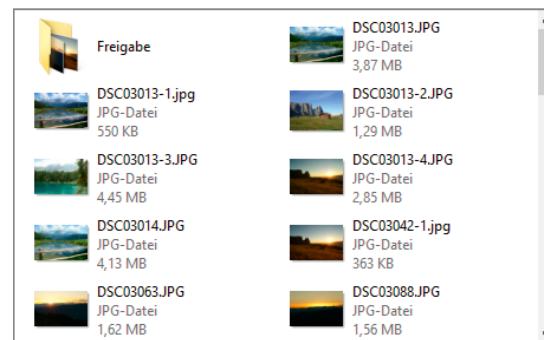 Freigabe
DSC03013.JPG
JPG-Datei
3,87 MB
DSC03013-1.jpg
JPG-Datei
550 KB
DSC03013-2.JPG
JPG-Datei
1,29 MB
DSC03013-3.JPG
JPG-Datei
4,45 MB
DSC03013-4.JPG
JPG-Datei
2,85 MB
DSC03014.JPG
JPG-Datei
4,13 MB
DSC03042-1.jpg
JPG-Datei
363 KB
DSC03063.JPG
JPG-Datei
1,62 MB
DSC03088.JPG
JPG-Datei
1,56 MB